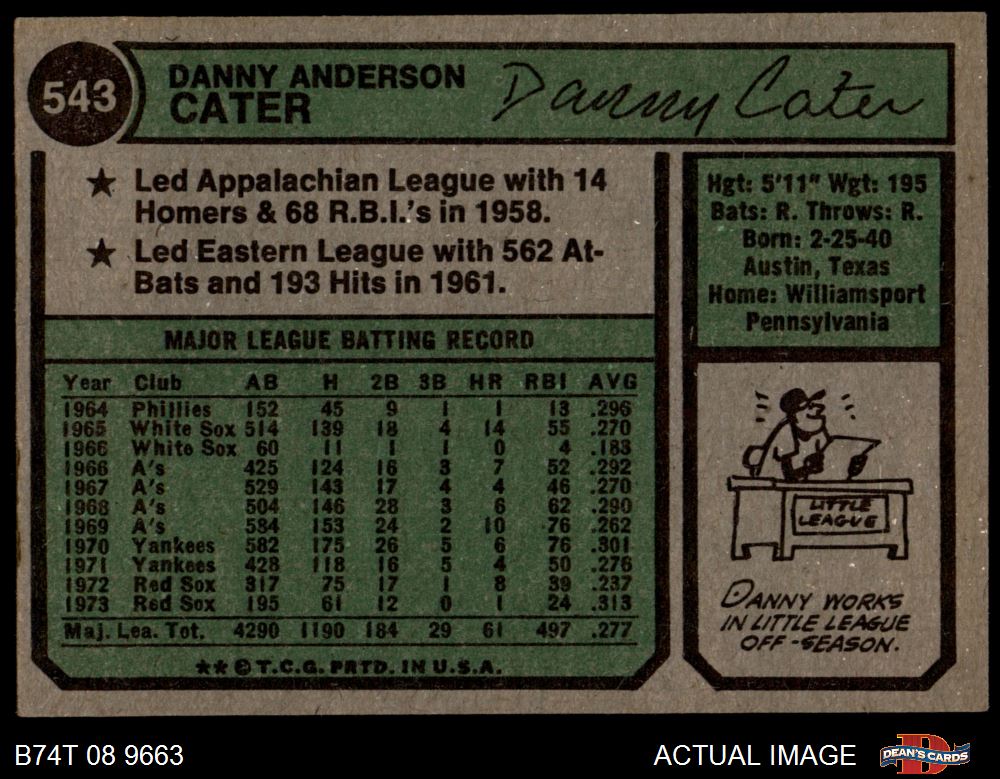 543
DANNY ANDERSON
CATER
Danny Cater
★ Led Appalachian League with 14
Homers & 68 R.B.I.'s in 1958.
★ Led Eastern League with 562 At-
Bats and 193 Hits in 1961.
Hgt: 5'11" Wgt: 195
Bats: R. Throws: R.
Born: 2-25-40
Austin, Texas
Home: Williamsport
Pennsylvania
MAJOR LEAGUE BATTING RECORD
Year Club AB H 2B 3B HR RBI AVG
1964 Phillies 152 45 9 1 1 13 .296
1965 White Sox 514 139 18 4 14 55 .270
1966 White Sox 60 11 1 1 0 4 .183
1966 A's 425 124 16 3 7 52 .292
1967 A's 529 143 17 4 4 46 .270
1968 A's 504 146 28 3 6 62 .290
1969 A's 584 153 24 2 10 76 .262
1970 Yankees 582 175 26 5 6 76 .301
1971 Yankees 428 118 16 5 4 50 .276
1972 Red Sox 317 75 17 1 8 39 .237
1973 Red Sox 195 61 12 0 1 24 .313
Maj. Lea. Tot. 4290 1190 184 29 61 497 .277
★★ © T.C.G. PRTD. IN U.S.A.
LITTLE
LEAGUE
DANNY WORKS
IN LITTLE LEAGUE
OFF-SEASON.
B74T 08 9663
ACTUAL IMAGE
DEAN'S CARDS